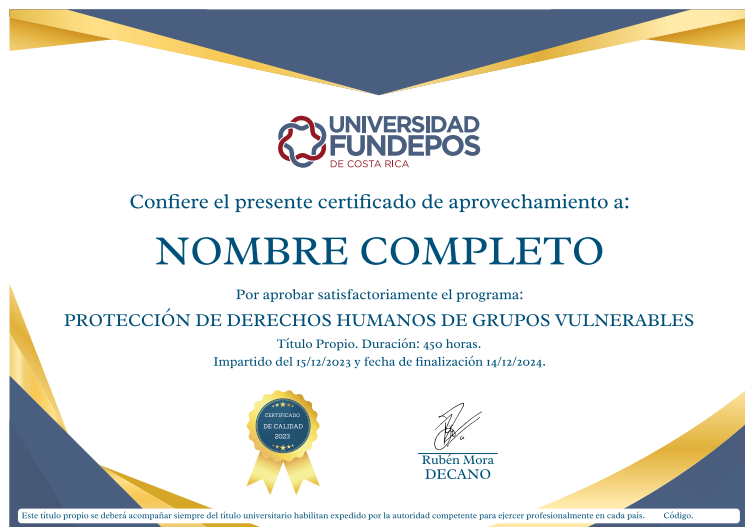 UNIVERSIDAD
FUNDEPOS
DE COSTA RICA
Confiere el presente certificado de aprovechamiento a:
NOMBRE COMPLETO
Por aprobar satisfactoriamente el programa:
PROTECCIÓN DE DERECHOS HUMANOS DE GRUPOS VULNERABLES
Título Propio. Duración: 450 horas.
Impartido del 15/12/2023 y fecha de finalización 14/12/2024.
CERTIFICADO
DE CALIDAD
2023
Rubén Mora
DECANO
Este título propio se deberá acompañar siempre del título universitario habilitan expedido por la autoridad competente para ejercer profesionalmente en cada país. Código.